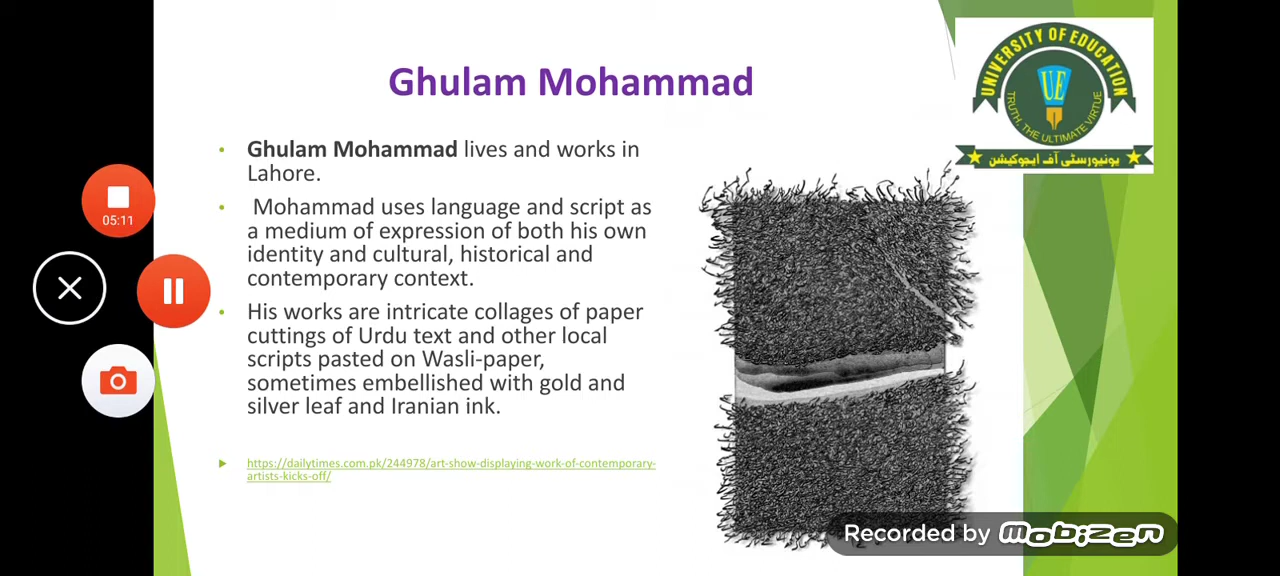 Ghulam Mohammad
UNIVERSITY OF EDUCATION
UE
TRUTH, THE ULTIMATE VIRTUE
یونیورسٹی آف ایجوکیشن
• Ghulam Mohammad lives and works in
Lahore.
• Mohammad uses language and script as
a medium of expression of both his own
identity and cultural, historical and
contemporary context.
• His works are intricate collages of paper
cuttings of Urdu text and other local
scripts pasted on Wasli-paper,
sometimes embellished with gold and
silver leaf and Iranian ink.
https://dailytimes.com.pk/244978/art-show-displaying-work-of-contemporary-
artists-kicks-off/
05:11
Recorded by mobizen